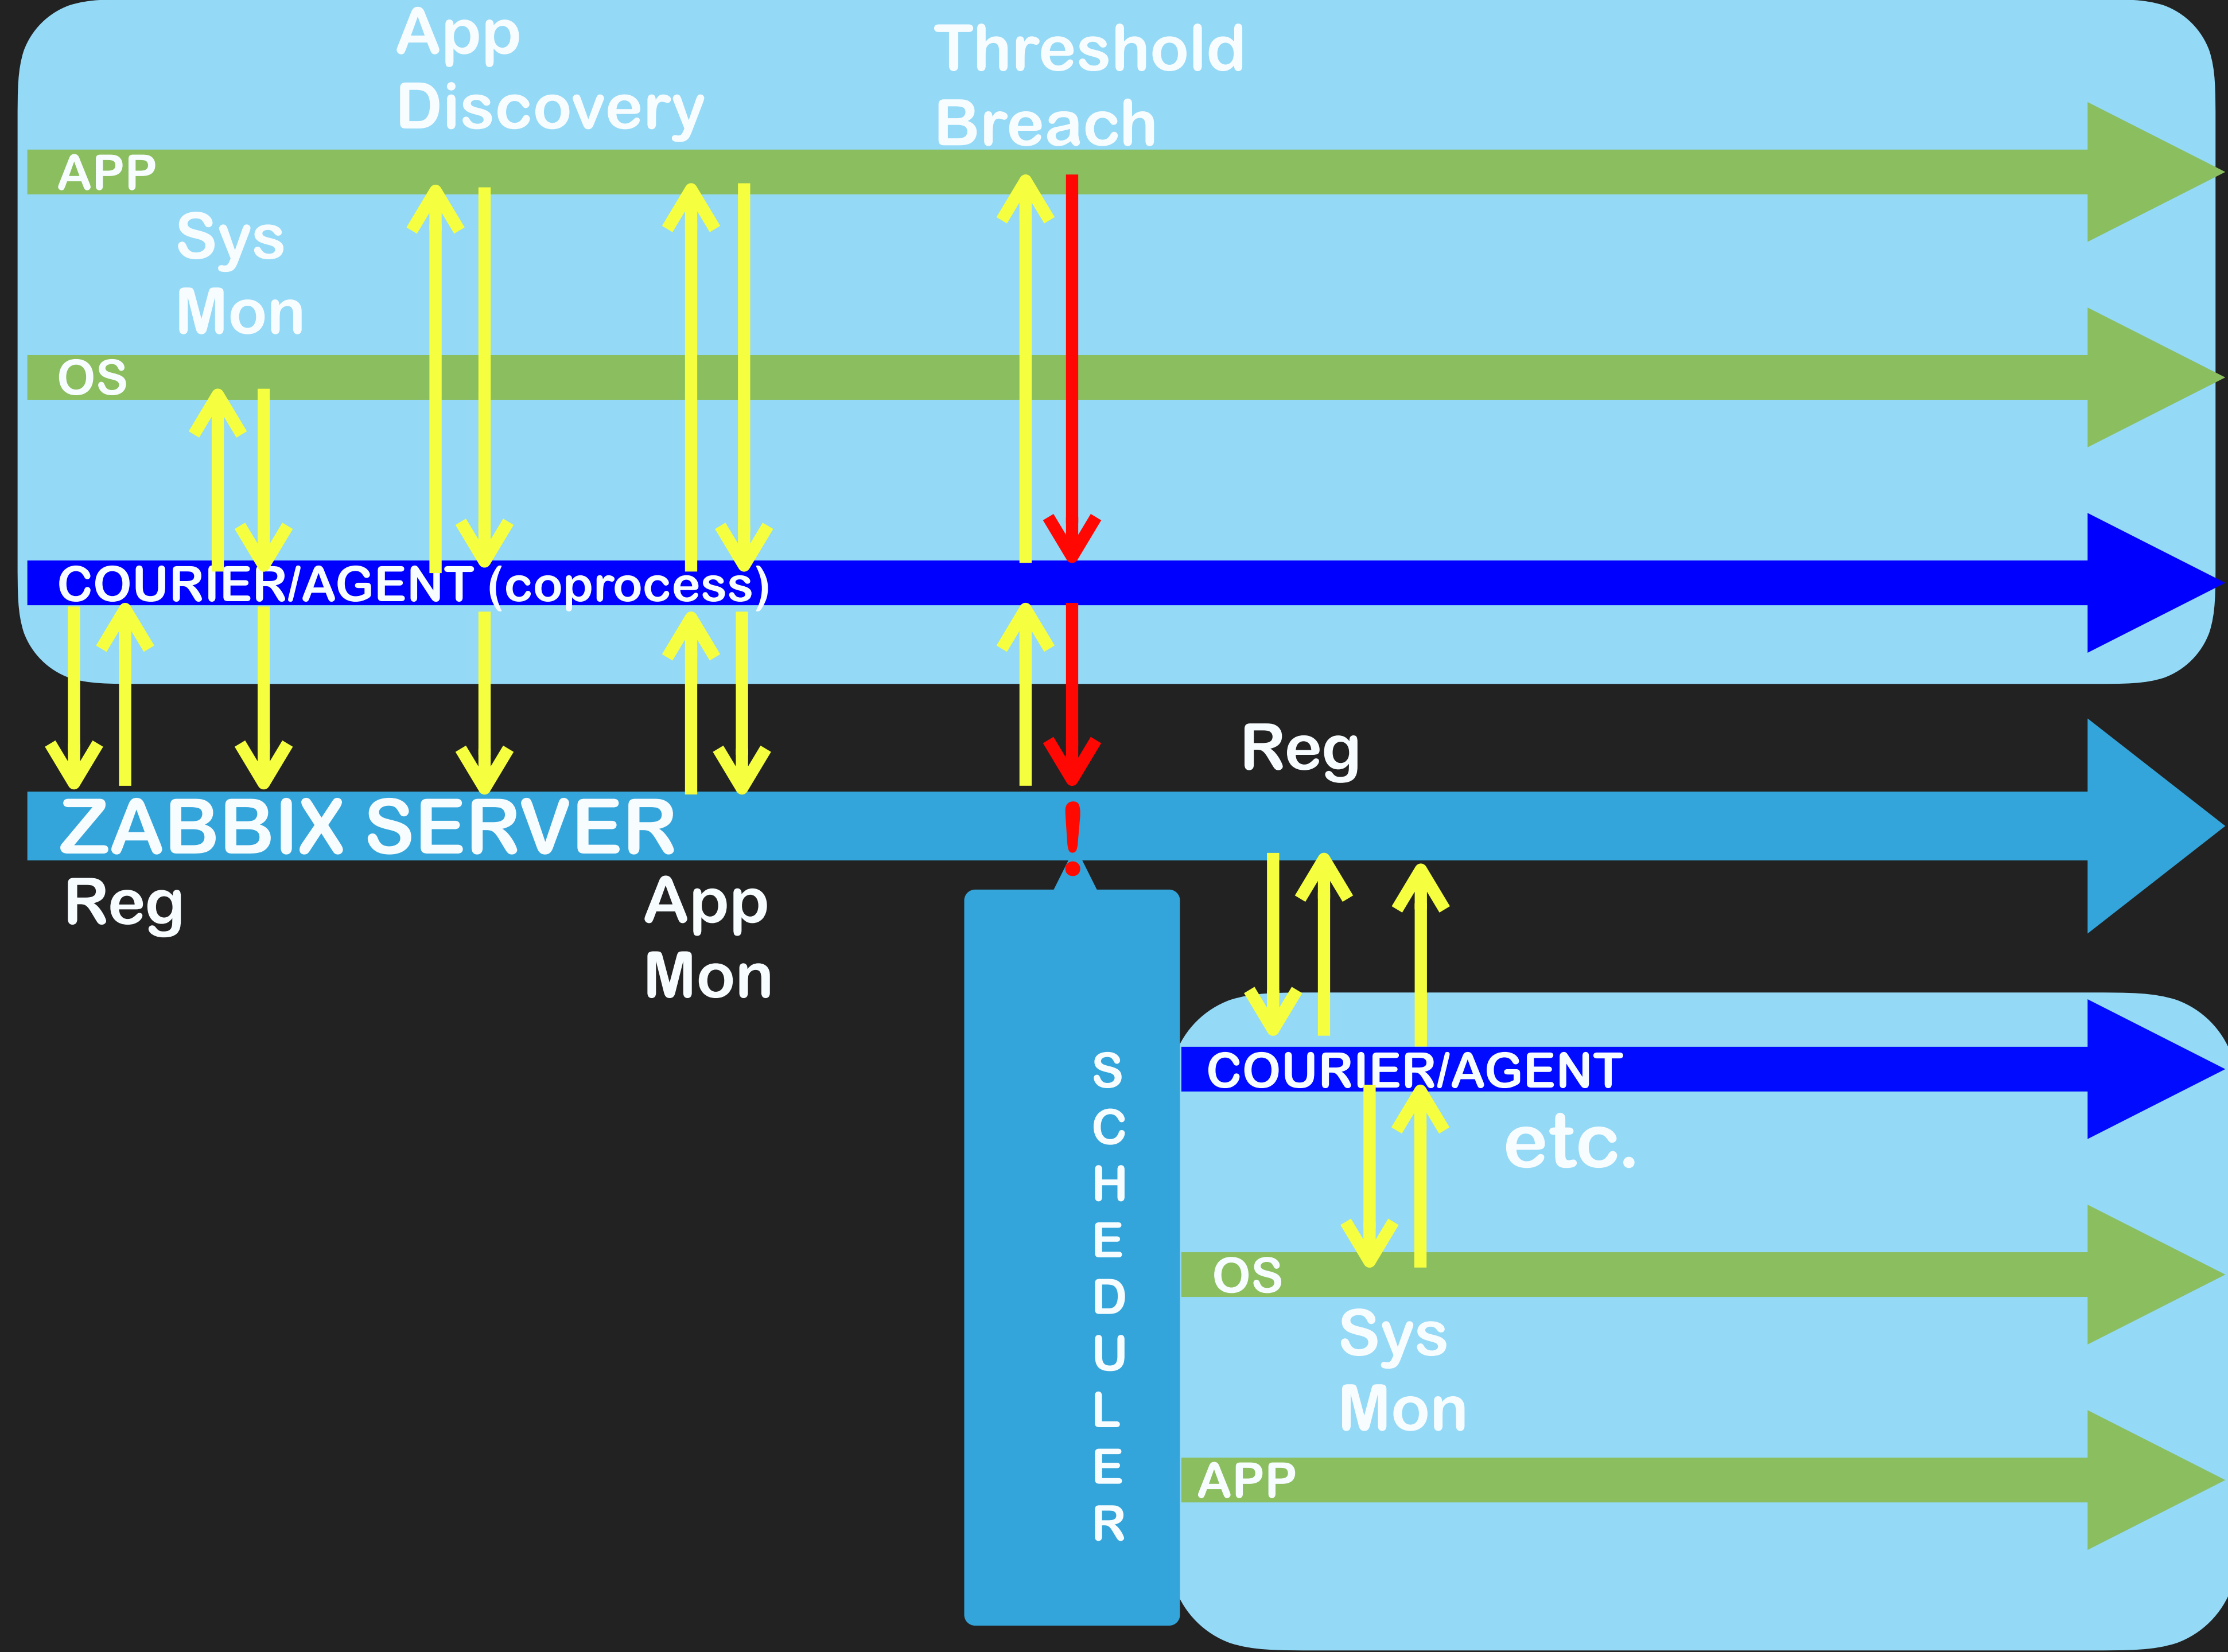 App
Discovery
Threshold
Breach
APP
Sys
Mon
OS
COURIER/AGENT (coprocess)
Reg
ZABBIX SERVER
!
Reg
App
Mon
SCHEDULER
COURIER/AGENT
etc.
OS
Sys
Mon
APP